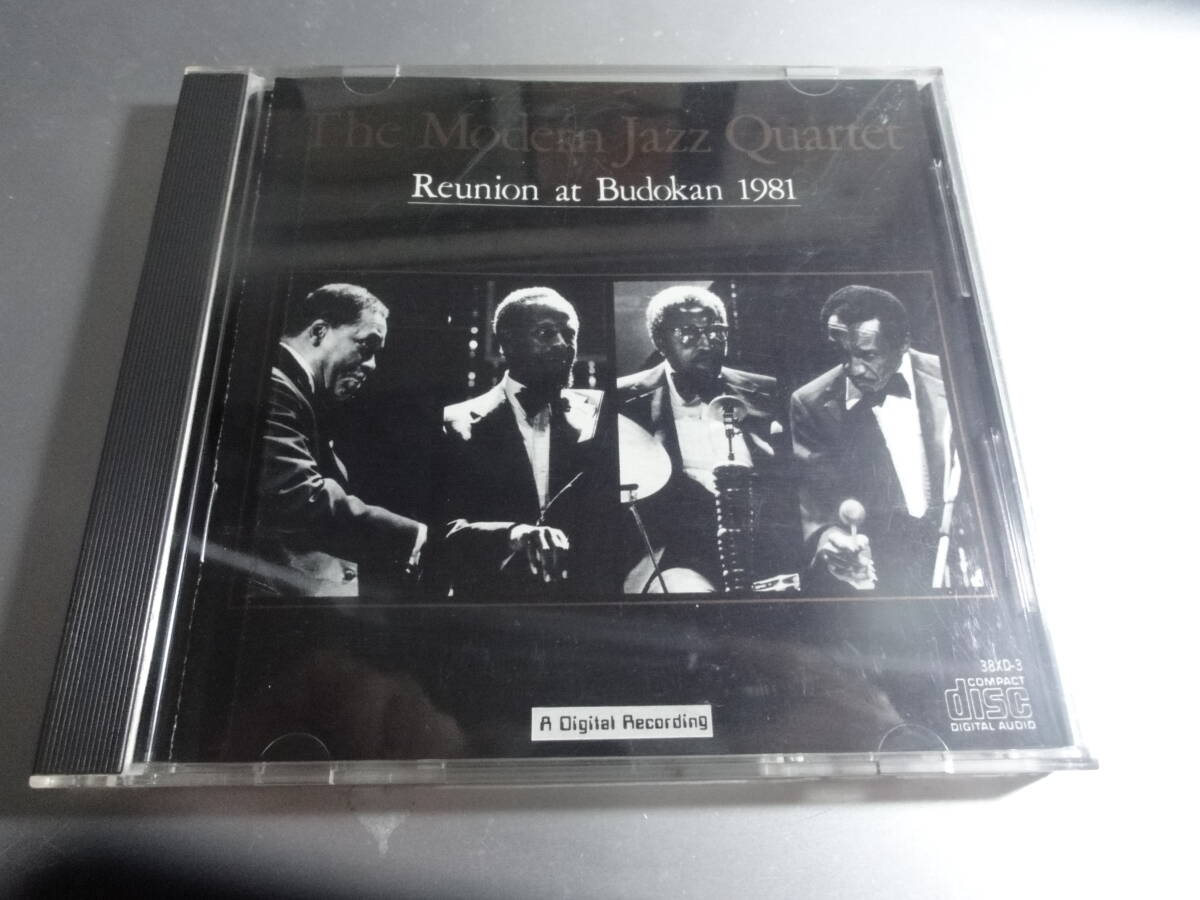 The Modern Jazz Quartet
Reunion at Budokan 1981
A Digital Recording
38XD-3
COMPACT
disc
DIGITAL AUDIO